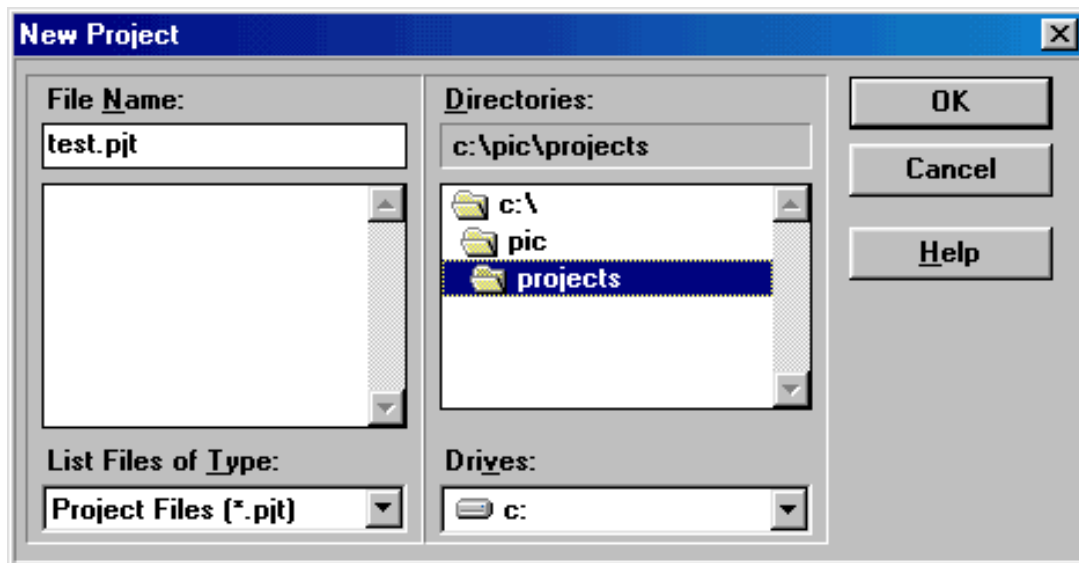 New Project
File Name:
test.pjt
List Files of Type:
Project Files (*.pjt)
Directories:
c:\pic\projects
c:\
pic
projects
Drives:
c:
OK
Cancel
Help